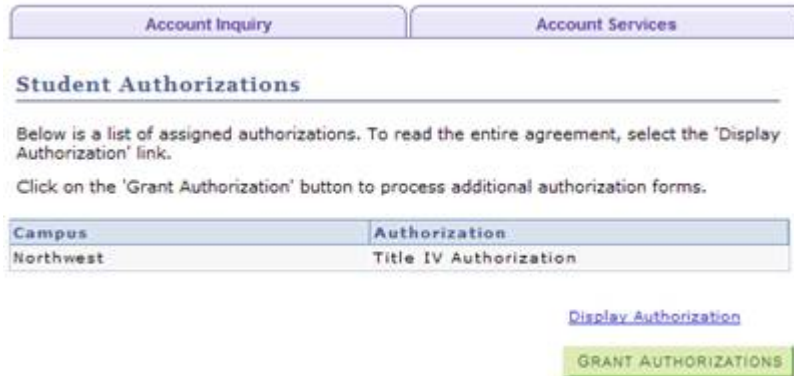 Account Inquiry
Account Services
Student Authorizations
Below is a list of assigned authorizations. To read the entire agreement, select the 'Display
Authorization' link.
Click on the 'Grant Authorization' button to process additional authorization forms.
Campus Authorization
Northwest Title IV Authorization
Display Authorization
GRANT AUTHORIZATIONS